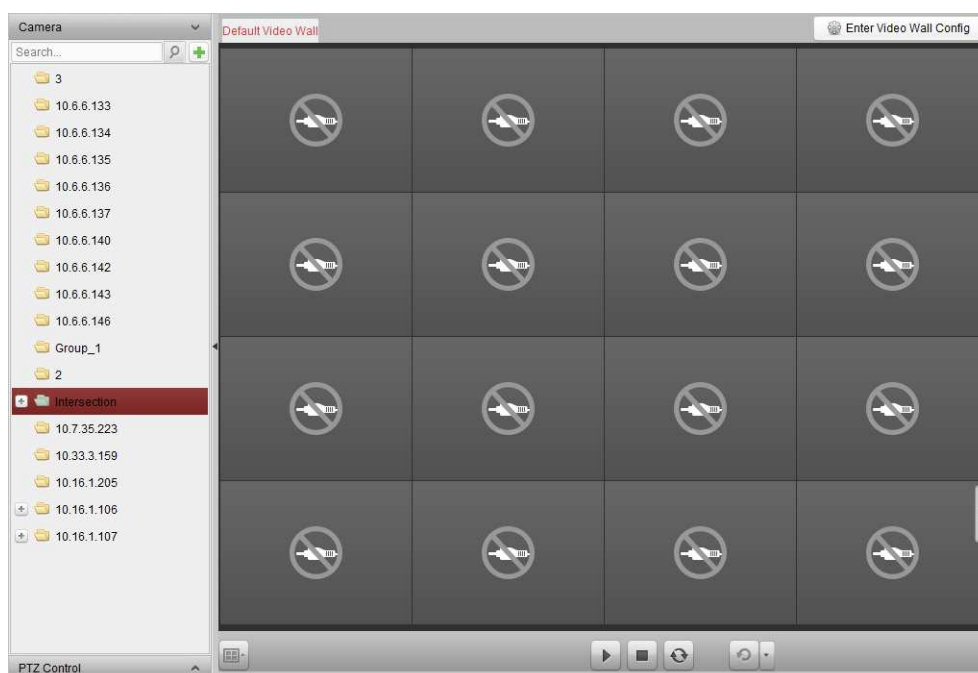 Camera
Search...
3
10.6.6.133
10.6.6.134
10.6.6.135
10.6.6.136
10.6.6.137
10.6.6.140
10.6.6.142
10.6.6.143
10.6.6.146
Group_1
2
Intersection
10.7.35.223
10.33.3.159
10.16.1.205
10.16.1.106
10.16.1.107
PTZ Control
Default Video Wall
Enter Video Wall Config